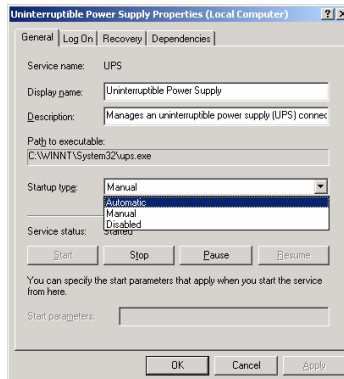 Uninterruptible Power Supply Properties (Local Computer)
General Log On Recovery Dependencies
Service name: UPS
Display name: Uninterruptible Power Supply
Description: Manages an uninterruptible power supply (UPS) connec
Path to executable:
C:\WINNT\System32\ups.exe
Startup type: Manual
Automatic
Manual
Disabled
Service status: Started
Start Stop Pause Resume
You can specify the start parameters that apply when you start the service
from here.
Start parameters:
OK Cancel Apply